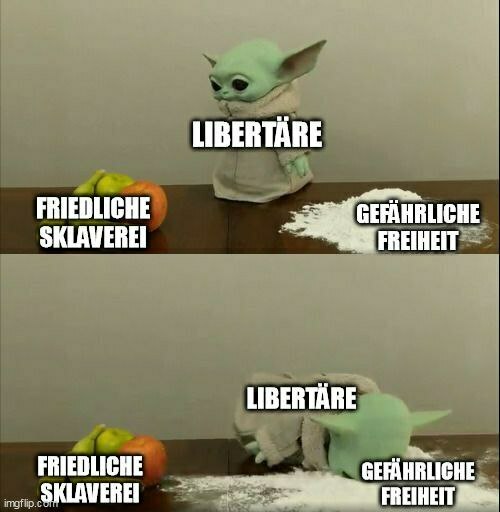 LIBERTÄRE
FRIEDLICHE
SKLAVEREI
GEFÄHRLICHE
FREIHEIT
LIBERTÄRE
FRIEDLICHE
SKLAVEREI
GEFÄHRLICHE
FREIHEIT
imgflip.com